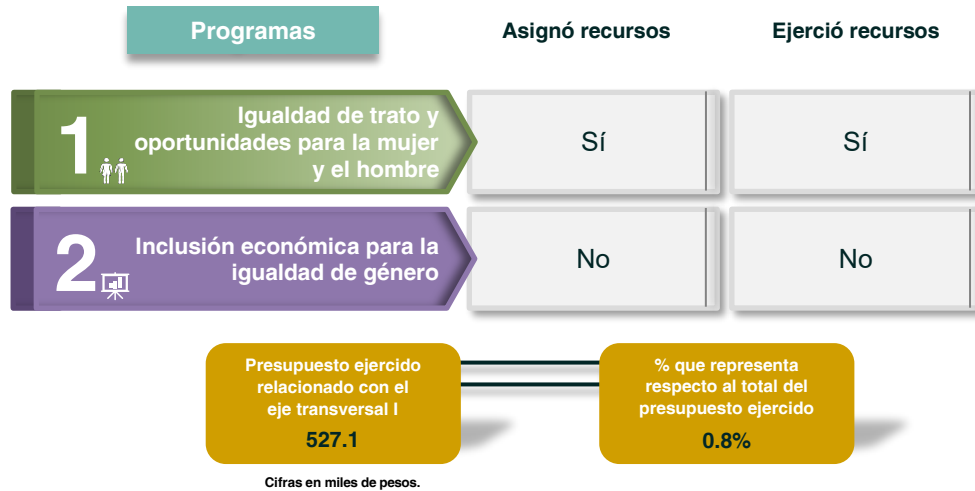 Programas
Asignó recursos
Ejerció recursos
1
Igualdad de trato y
oportunidades para la mujer
y el hombre
Sí
Sí
2
Inclusión económica para la
igualdad de género
No
No
Presupuesto ejercido
relacionado con el
eje transversal I
527.1
% que representa
respecto al total del
presupuesto ejercido
0.8%
Cifras en miles de pesos.